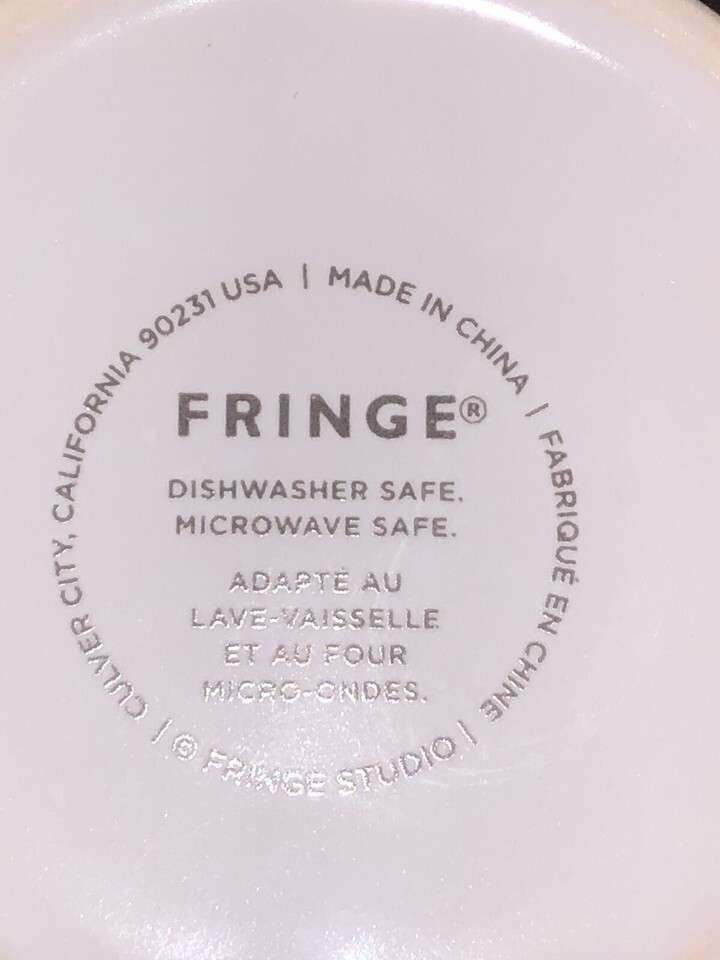 FRINGE®
DISHWASHER SAFE.
MICROWAVE SAFE.
ADAPTÉ AU
LAVE-VAISSELLE
ET AU FOUR
MICRO-ONDES.
© FRINGE STUDIO | CULVER CITY, CALIFORNIA 90231 USA | MADE IN CHINA | FABRIQUÉ EN CHINE |